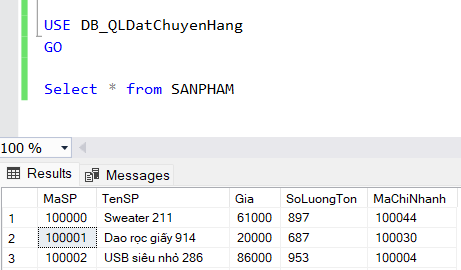 USE DB_QLDatChuyenHang
GO
Select * from SANPHAM
100 %
Results Messages
MaSP TenSP Gia SoLuongTon MaChiNhanh
1 100000 Sweater 211 61000 897 100044
2 100001 Dao rọc giấy 914 20000 687 100030
3 100002 USB siêu nhỏ 286 86000 953 100004